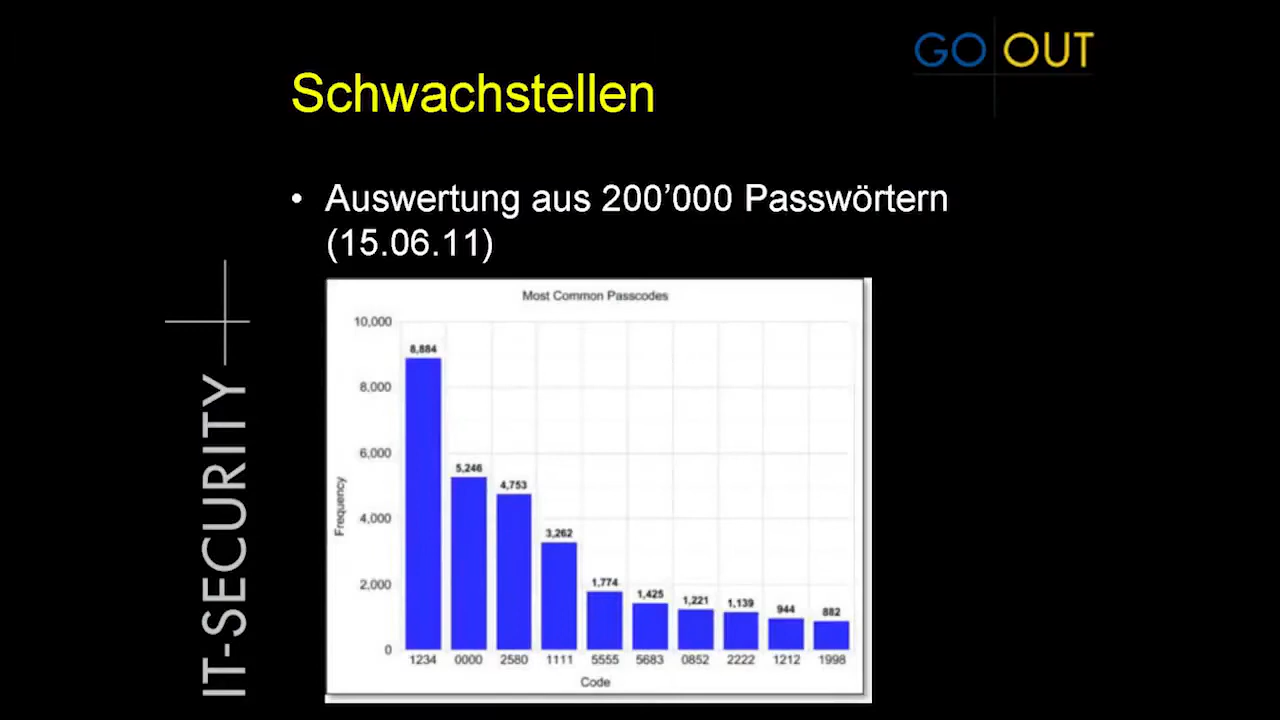 GO OUT
Schwachstellen
• Auswertung aus 200’000 Passwörtern
(15.06.11)
IT-SECURITY
Most Common Passcodes
10,000
8,000
6,000
4,000
2,000
0
Frequency
8,884
5,246
4,753
3,262
1,774
1,425
1,221
1,139
944
882
1234 0000 2580 1111 5555 5683 0852 2222 1212 1998
Code